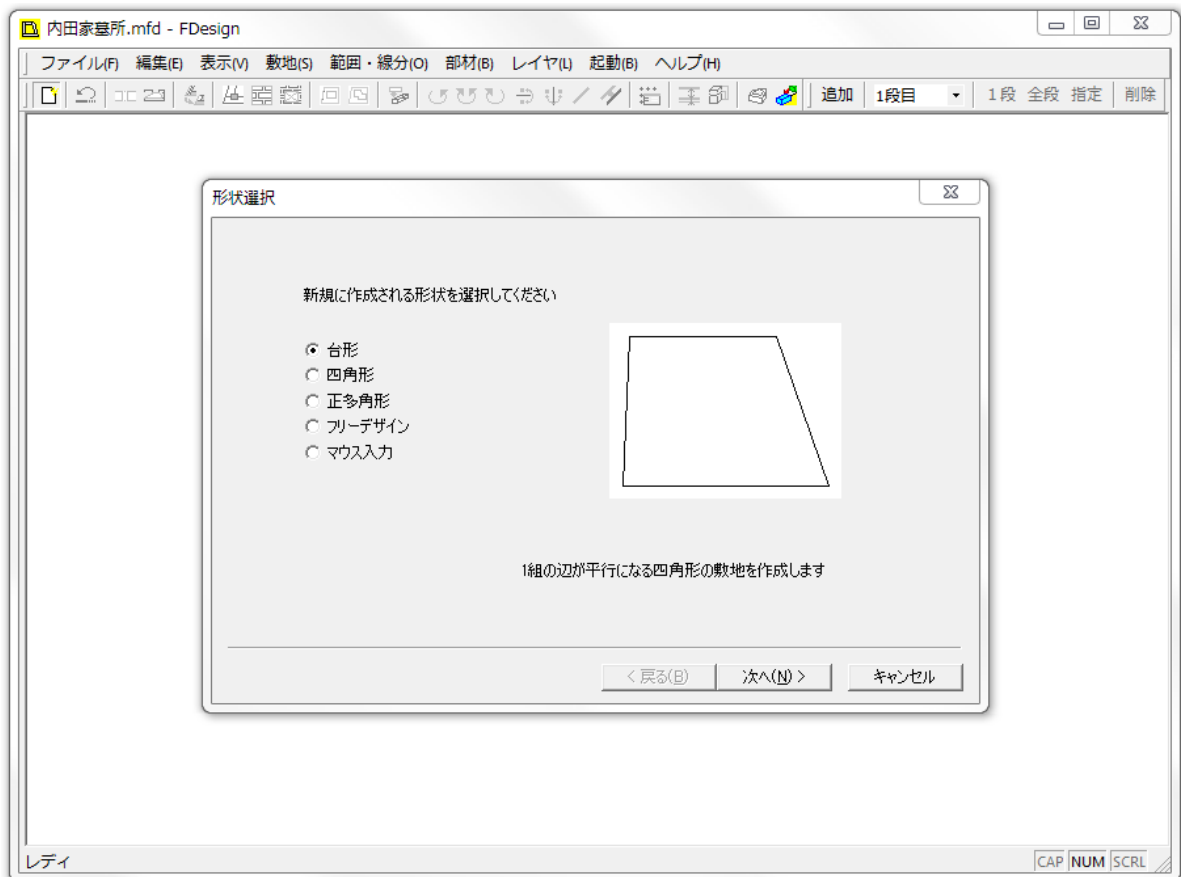 内田家墓所.mfd - FDesign
ファイル(F) 編集(E) 表示(V) 敷地(S) 範囲・線分(O) 部材(B) レイヤ(L) 起動(B) ヘルプ(H)
追加 1段目 1段 全段 指定 削除
形状選択
新規に作成される形状を選択してください
台形
四角形
正多角形
フリーデザイン
マウス入力
1組の辺が平行になる四角形の敷地を作成します
< 戻る(B) 次へ(N) > キャンセル
レディ CAP NUM SCRL